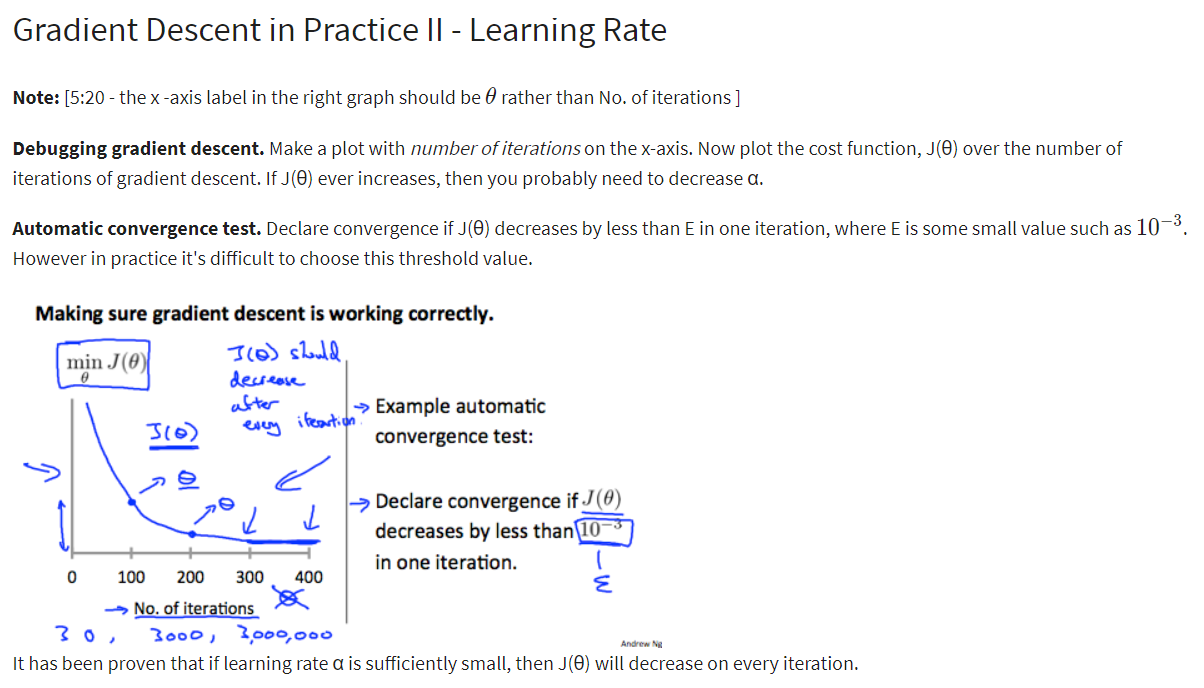 Gradient Descent in Practice II - Learning Rate
Note: [5:20 - the x -axis label in the right graph should be θ rather than No. of iterations ]
Debugging gradient descent. Make a plot with number of iterations on the x-axis. Now plot the cost function, J(θ) over the number of
iterations of gradient descent. If J(θ) ever increases, then you probably need to decrease α.
Automatic convergence test. Declare convergence if J(θ) decreases by less than E in one iteration, where E is some small value such as 10⁻³.
However in practice it's difficult to choose this threshold value.
Making sure gradient descent is working correctly.
min J(θ)
θ
J(θ) should
decrease
after
every iteration.
J(θ)
θ
θ
0 100 200 300 400
→ No. of iterations
30, 3000, 3,000,000
→ Example automatic
convergence test:
→ Declare convergence if J(θ)
decreases by less than 10⁻³
in one iteration.
ε
Andrew Ng
It has been proven that if learning rate α is sufficiently small, then J(θ) will decrease on every iteration.